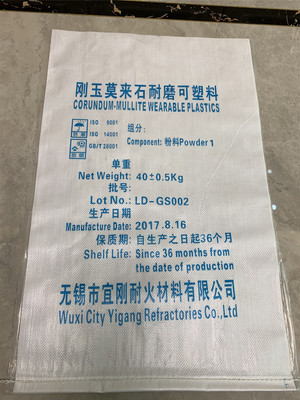 刚玉莫来石耐磨可塑料
CORUNDUM-MULLITE WEARABLE PLASTICS
ISO 9001
ISO 14001
GB/T 28001
组分:
Component: 粉料Powder 1
单重
Net Weight: 40±0.5Kg
批号:
Lot No.: LD-GS002
生产日期
Manufacture Date: 2017.8.16
保质期: 自生产之日起36个月
Shelf Life: Since 36 months from
the date of production
无锡市宜刚耐火材料有限公司
Wuxi City Yigang Refractories Co.,Ltd